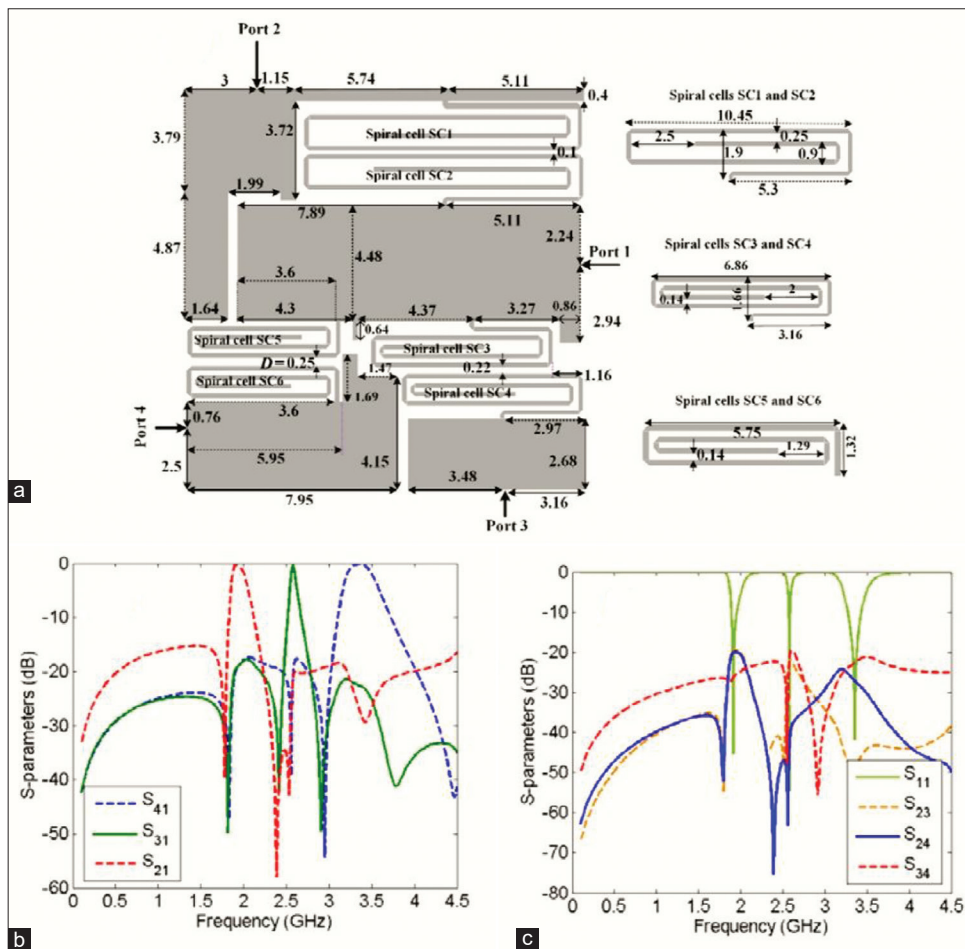 Port 2
3
1.15
5.74
5.11
0.4
3.79
3.72
Spiral cell SC1
0.1
Spiral cell SC2
1.99
7.89
5.11
2.24
4.87
4.48
Port 1
3.6
1.64
4.3
4.37
3.27
0.86
2.94
0.64
Spiral cell SC5
Spiral cell SC3
D=0.25
0.22
1.47
1.16
Spiral cell SC6
Spiral cell SC4
1.69
3.6
0.76
Port 4
2.97
5.95
2.5
4.15
2.68
3.48
7.95
3.16
Port 3
Spiral cells SC1 and SC2
10.45
2.5
0.25
1.9
0.9
5.3
Spiral cells SC3 and SC4
6.86
0.14
1.66
2
3.16
Spiral cells SC5 and SC6
5.75
1.32
0.14
1.29
a
0
-10
-20
-30
-40
-50
-60
S-parameters (dB)
S41
S31
S21
0 0.5 1 1.5 2 2.5 3 3.5 4 4.5
Frequency (GHz)
b
0
-10
-20
-30
-40
-50
-60
-70
-80
S-parameters (dB)
S11
S23
S24
S34
0 0.5 1 1.5 2 2.5 3 3.5 4 4.5
Frequency (GHz)
c